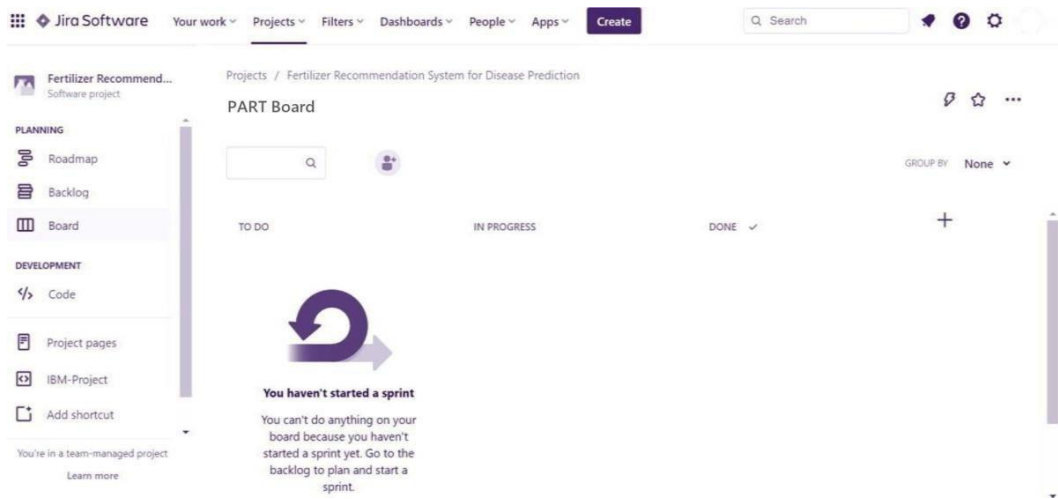 Jira Software Your work Projects Filters Dashboards People Apps Create Search
Fertilizer Recommend...
Software project
Projects / Fertilizer Recommendation System for Disease Prediction
PART Board
PLANNING
Roadmap
Backlog
Board
DEVELOPMENT
Code
Project pages
IBM-Project
Add shortcut
You're in a team-managed project
Learn more
GROUP BY None
TO DO IN PROGRESS DONE
You haven't started a sprint
You can't do anything on your
board because you haven't
started a sprint yet. Go to the
backlog to plan and start a
sprint.